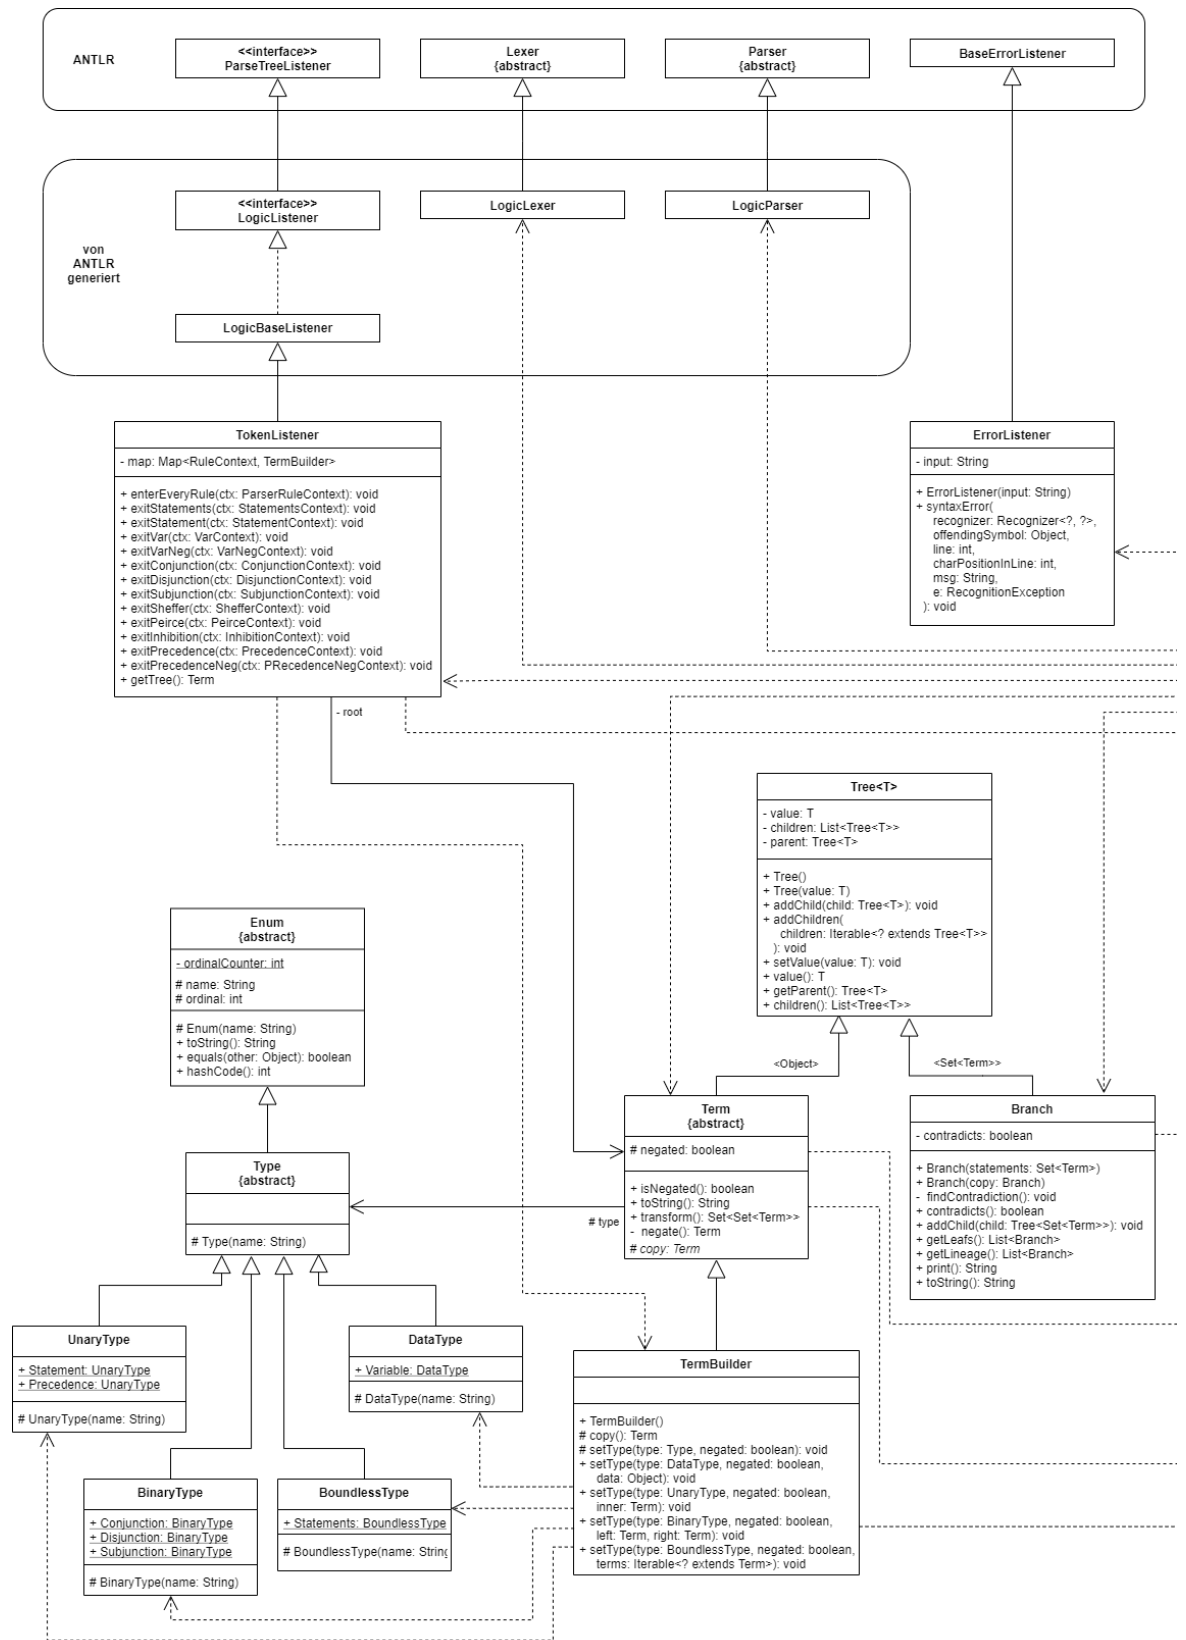 ANTLR
<<interface>>
ParseTreeListener
Lexer
{abstract}
Parser
{abstract}
BaseErrorListener
von
ANTLR
generiert
<<interface>>
LogicListener
LogicLexer
LogicParser
LogicBaseListener
TokenListener
- map: Map<RuleContext, TermBuilder>
+ enterEveryRule(ctx: ParserRuleContext): void
+ exitStatements(ctx: StatementsContext): void
+ exitStatement(ctx: StatementContext): void
+ exitVar(ctx: VarContext): void
+ exitVarNeg(ctx: VarNegContext): void
+ exitConjunction(ctx: ConjunctionContext): void
+ exitDisjunction(ctx: DisjunctionContext): void
+ exitSubjunction(ctx: SubjunctionContext): void
+ exitSheffer(ctx: ShefferContext): void
+ exitPeirce(ctx: PeirceContext): void
+ exitInhibition(ctx: InhibitionContext): void
+ exitPrecedence(ctx: PrecedenceContext): void
+ exitPrecedenceNeg(ctx: PRecedenceNegContext): void
+ getTree(): Term
ErrorListener
- input: String
+ ErrorListener(input: String)
+ syntaxError(
recognizer: Recognizer<?, ?>,
offendingSymbol: Object,
line: int,
charPositionInLine: int,
msg: String,
e: RecognitionException
): void
- root
Tree<T>
- value: T
- children: List<Tree<T>>
- parent: Tree<T>
+ Tree()
+ Tree(value: T)
+ addChild(child: Tree<T>): void
+ addChildren(
children: Iterable<? extends Tree<T>>
): void
+ setValue(value: T): void
+ value(): T
+ getParent(): Tree<T>
+ children(): List<Tree<T>>
Enum
{abstract}
- ordinalCounter: int
# name: String
# ordinal: int
# Enum(name: String)
+ toString(): String
+ equals(other: Object): boolean
+ hashCode(): int
<Object>
<Set<Term>>
Term
{abstract}
# negated: boolean
+ isNegated(): boolean
+ toString(): String
+ transform(): Set<Set<Term>>
- negate(): Term
# copy: Term
Branch
- contradicts: boolean
+ Branch(statements: Set<Term>)
+ Branch(copy: Branch)
- findContradiction(): void
+ contradicts(): boolean
+ addChild(child: Tree<Set<Term>>): void
+ getLeafs(): List<Branch>
+ getLineage(): List<Branch>
+ print(): String
+ toString(): String
Type
{abstract}
# Type(name: String)
# type
UnaryType
+ Statement: UnaryType
+ Precedence: UnaryType
# UnaryType(name: String)
DataType
+ Variable: DataType
# DataType(name: String)
TermBuilder
+ TermBuilder()
# copy(): Term
# setType(type: Type, negated: boolean): void
+ setType(type: DataType, negated: boolean,
data: Object): void
+ setType(type: UnaryType, negated: boolean,
inner: Term): void
+ setType(type: BinaryType, negated: boolean,
left: Term, right: Term): void
+ setType(type: BoundlessType, negated: boolean,
terms: Iterable<? extends Term>): void
BinaryType
+ Conjunction: BinaryType
+ Disjunction: BinaryType
+ Subjunction: BinaryType
# BinaryType(name: String)
BoundlessType
+ Statements: BoundlessType
# BoundlessType(name: String